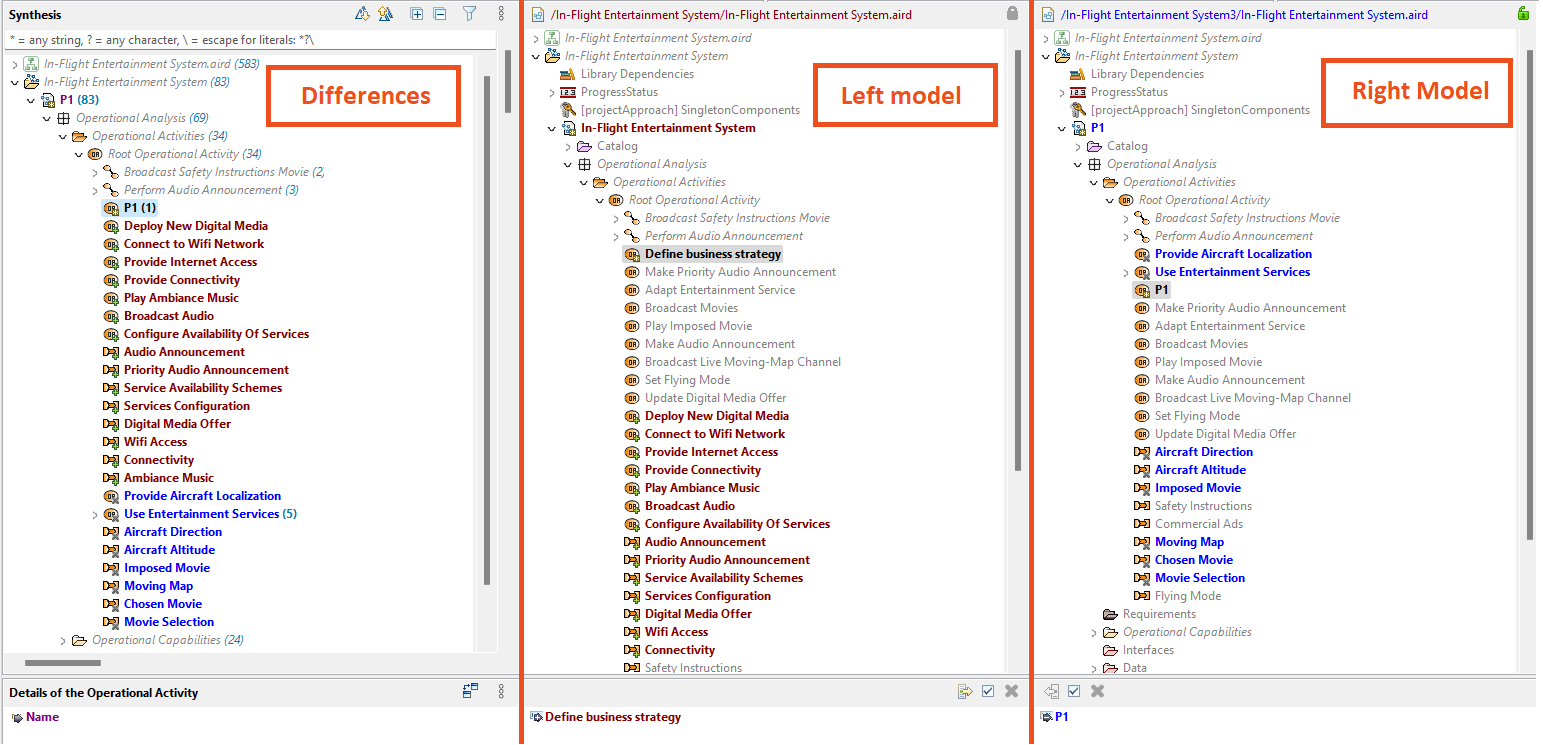 Synthesis
* = any string, ? = any character, \ = escape for literals: *?\
In-Flight Entertainment System.aird (583)
In-Flight Entertainment System (83)
P1 (83)
Operational Analysis (69)
Operational Activities (34)
Root Operational Activity (34)
Broadcast Safety Instructions Movie (2)
Perform Audio Announcement (3)
P1 (1)
Deploy New Digital Media
Connect to Wifi Network
Provide Internet Access
Provide Connectivity
Play Ambiance Music
Broadcast Audio
Configure Availability Of Services
Audio Announcement
Priority Audio Announcement
Service Availability Schemes
Services Configuration
Digital Media Offer
Wifi Access
Connectivity
Ambiance Music
Provide Aircraft Localization
Use Entertainment Services (5)
Aircraft Direction
Aircraft Altitude
Imposed Movie
Moving Map
Chosen Movie
Movie Selection
Operational Capabilities (24)
Differences
Details of the Operational Activity
Name
/In-Flight Entertainment System/In-Flight Entertainment System.aird
In-Flight Entertainment System.aird
In-Flight Entertainment System
Library Dependencies
ProgressStatus
[projectApproach] SingletonComponents
In-Flight Entertainment System
Catalog
Operational Analysis
Operational Activities
Root Operational Activity
Broadcast Safety Instructions Movie
Perform Audio Announcement
Define business strategy
Make Priority Audio Announcement
Adapt Entertainment Service
Broadcast Movies
Play Imposed Movie
Make Audio Announcement
Broadcast Live Moving-Map Channel
Set Flying Mode
Update Digital Media Offer
Deploy New Digital Media
Connect to Wifi Network
Provide Internet Access
Provide Connectivity
Play Ambiance Music
Broadcast Audio
Configure Availability Of Services
Audio Announcement
Priority Audio Announcement
Service Availability Schemes
Services Configuration
Digital Media Offer
Wifi Access
Connectivity
Safety Instructions
Left model
Define business strategy
/In-Flight Entertainment System3/In-Flight Entertainment System.aird
In-Flight Entertainment System.aird
In-Flight Entertainment System
Library Dependencies
ProgressStatus
[projectApproach] SingletonComponents
P1
Catalog
Operational Analysis
Operational Activities
Root Operational Activity
Broadcast Safety Instructions Movie
Perform Audio Announcement
Provide Aircraft Localization
Use Entertainment Services
P1
Make Priority Audio Announcement
Adapt Entertainment Service
Broadcast Movies
Play Imposed Movie
Make Audio Announcement
Broadcast Live Moving-Map Channel
Set Flying Mode
Update Digital Media Offer
Aircraft Direction
Aircraft Altitude
Imposed Movie
Safety Instructions
Commercial Ads
Moving Map
Chosen Movie
Movie Selection
Flying Mode
Requirements
Operational Capabilities
Interfaces
Data
Right Model
P1